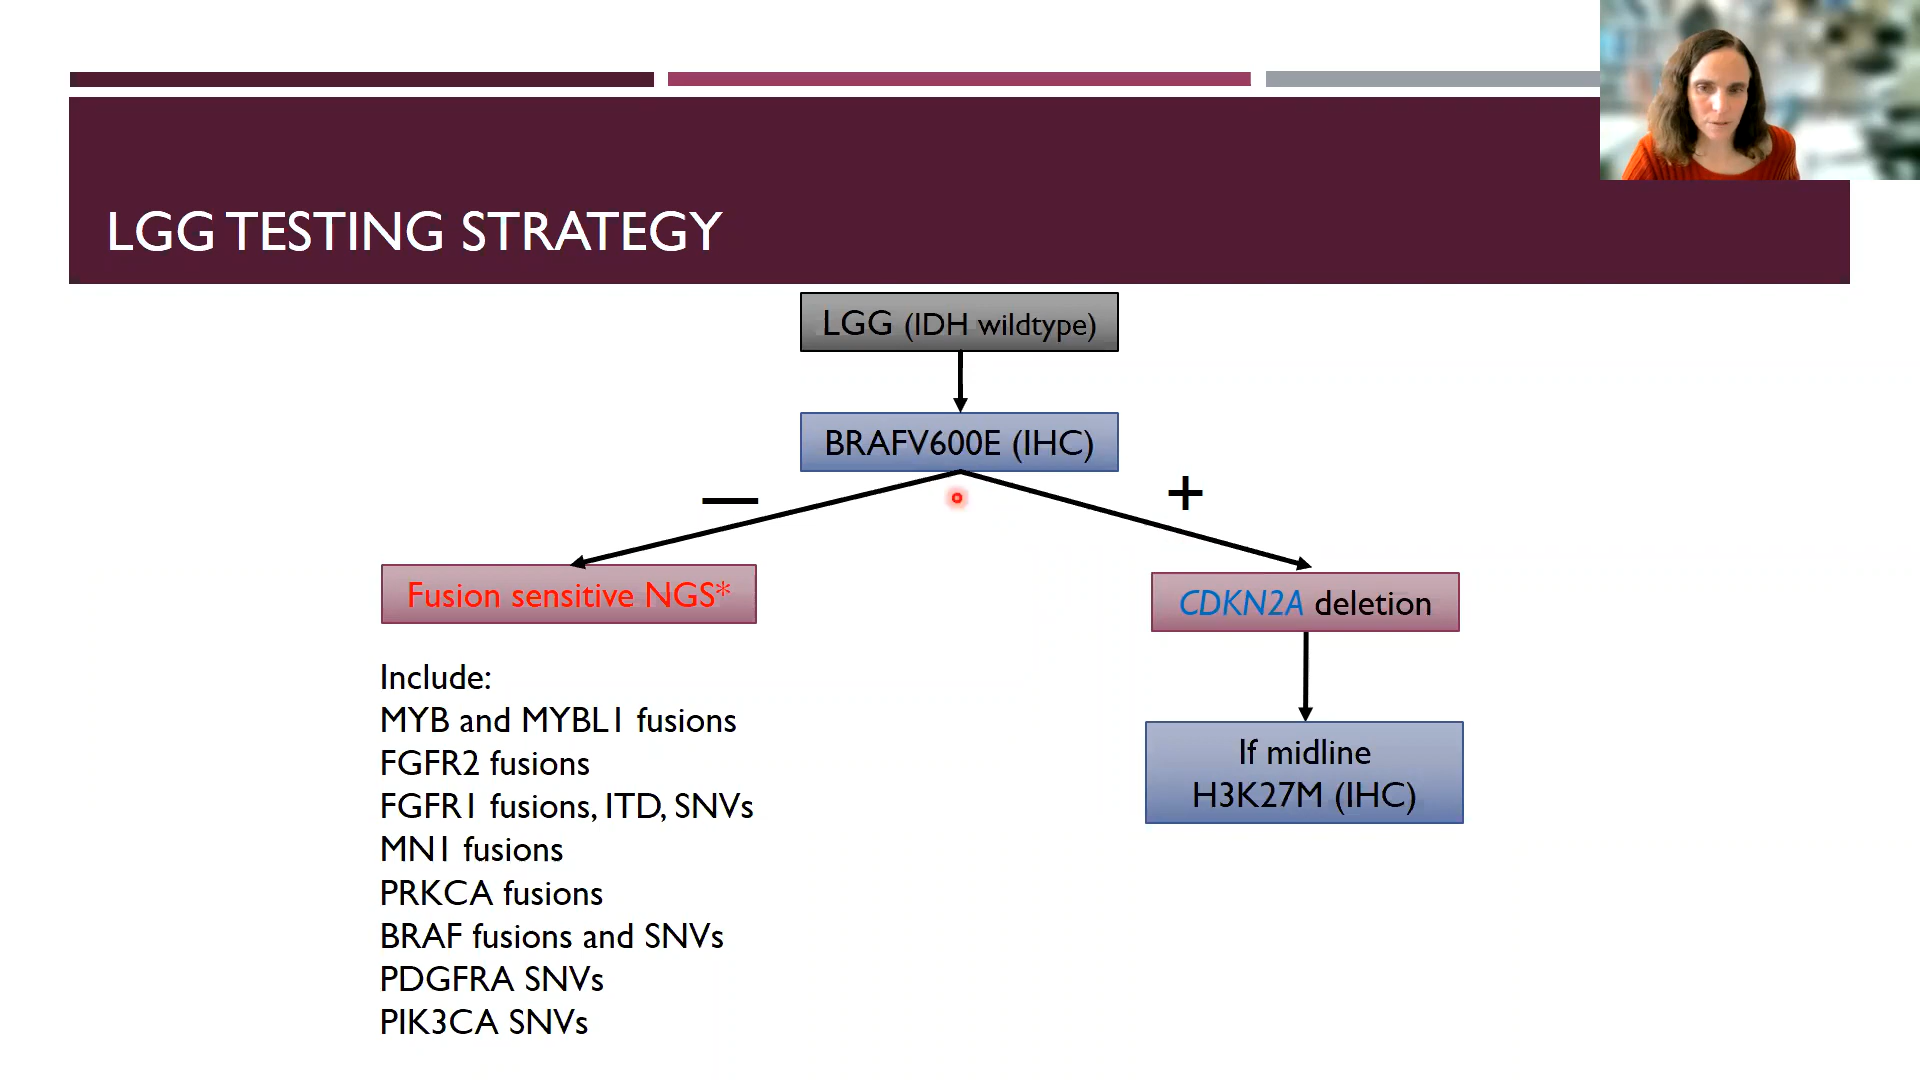 LGG TESTING STRATEGY
LGG (IDH wildtype)
BRAFV600E (IHC)
— +
Fusion sensitive NGS*
CDKN2A deletion
Include:
MYB and MYBL1 fusions
FGFR2 fusions
FGFR1 fusions, ITD, SNVs
MN1 fusions
PRKCA fusions
BRAF fusions and SNVs
PDGFRA SNVs
PIK3CA SNVs
If midline
H3K27M (IHC)